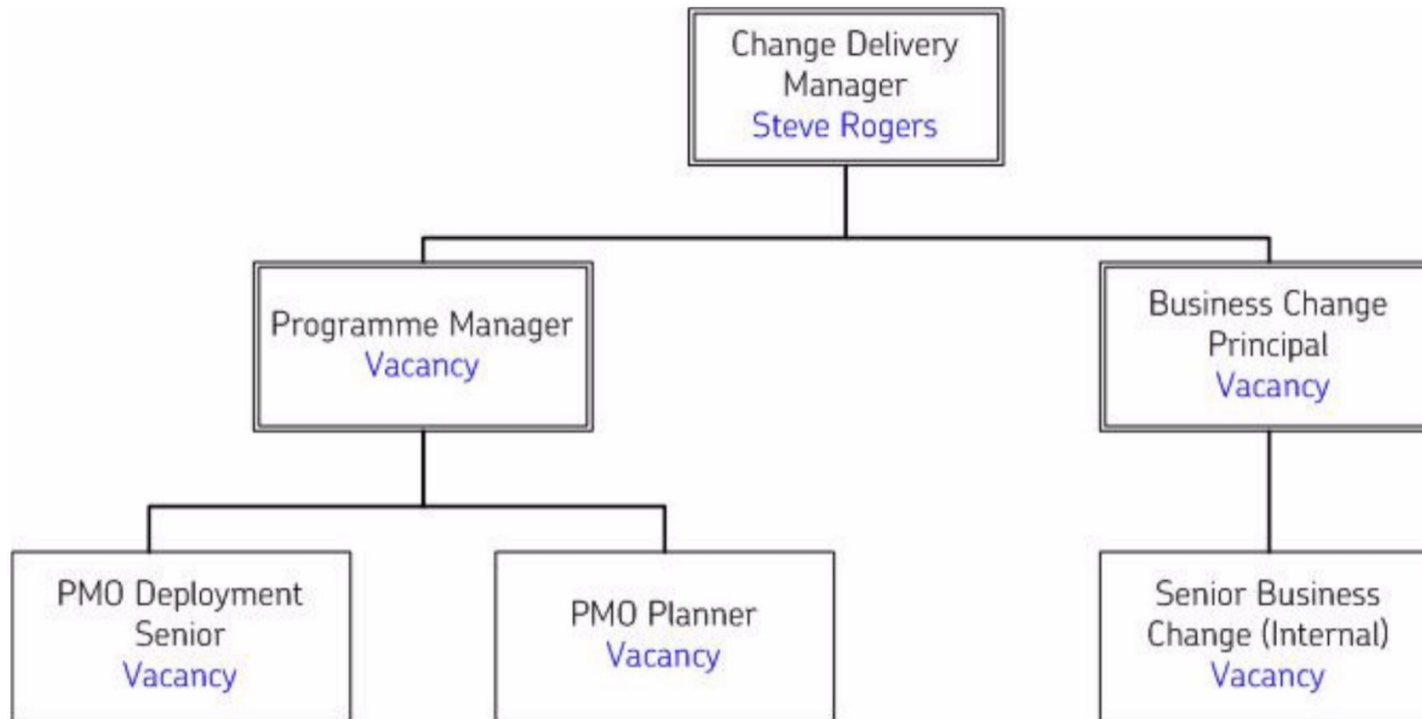 Change Delivery
Manager
Steve Rogers
Programme Manager
Vacancy
Business Change
Principal
Vacancy
PMO Deployment
Senior
Vacancy
PMO Planner
Vacancy
Senior Business
Change (Internal)
Vacancy